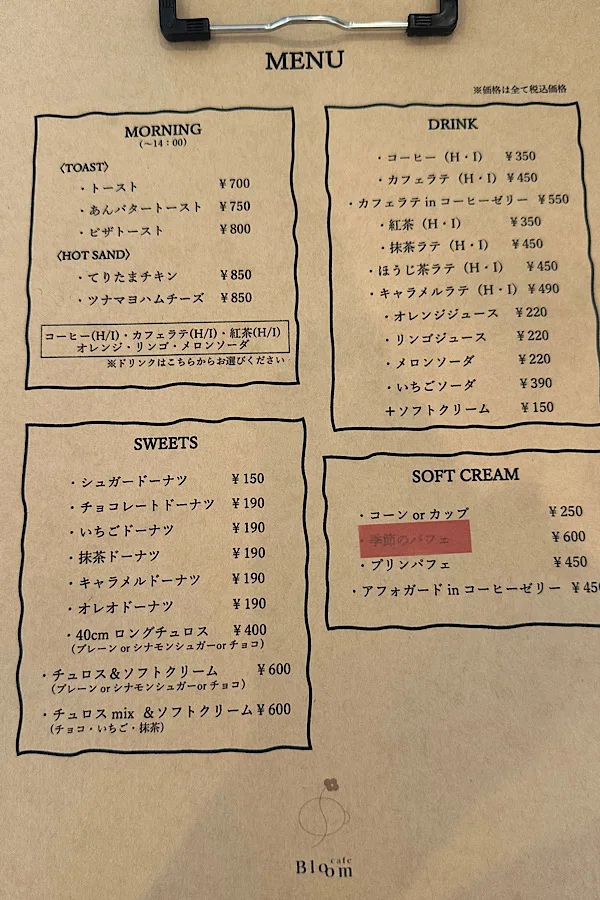 MENU
※価格は全て税込価格
MORNING
(～14：00)
〈TOAST〉
・トースト ￥700
・あんバタートースト ￥750
・ピザトースト ￥800
〈HOT SAND〉
・てりたまチキン ￥850
・ツナマヨハムチーズ ￥850
コーヒー(H/I)・カフェラテ(H/I)・紅茶(H/I)
オレンジ・リンゴ・メロンソーダ
※ドリンクはこちらからお選びください
DRINK
・コーヒー（H・I） ￥350
・カフェラテ（H・I） ￥450
・カフェラテ in コーヒーゼリー ￥550
・紅茶（H・I） ￥350
・抹茶ラテ（H・I） ￥450
・ほうじ茶ラテ（H・I） ￥450
・キャラメルラテ（H・I） ￥490
・オレンジジュース ￥220
・リンゴジュース ￥220
・メロンソーダ ￥220
・いちごソーダ ￥390
＋ソフトクリーム ￥150
SWEETS
・シュガードーナツ ￥150
・チョコレートドーナツ ￥190
・いちごドーナツ ￥190
・抹茶ドーナツ ￥190
・キャラメルドーナツ ￥190
・オレオドーナツ ￥190
・40cm ロングチュロス ￥400
（プレーン or シナモンシュガーor チョコ）
・チュロス＆ソフトクリーム ￥600
（プレーン or シナモンシュガーor チョコ）
・チュロス mix ＆ソフトクリーム ￥600
（チョコ・いちご・抹茶）
SOFT CREAM
・コーン or カップ ￥250
・季節のパフェ ￥600
・プリンパフェ ￥450
・アフォガード in コーヒーゼリー ￥450
Bloom cafe